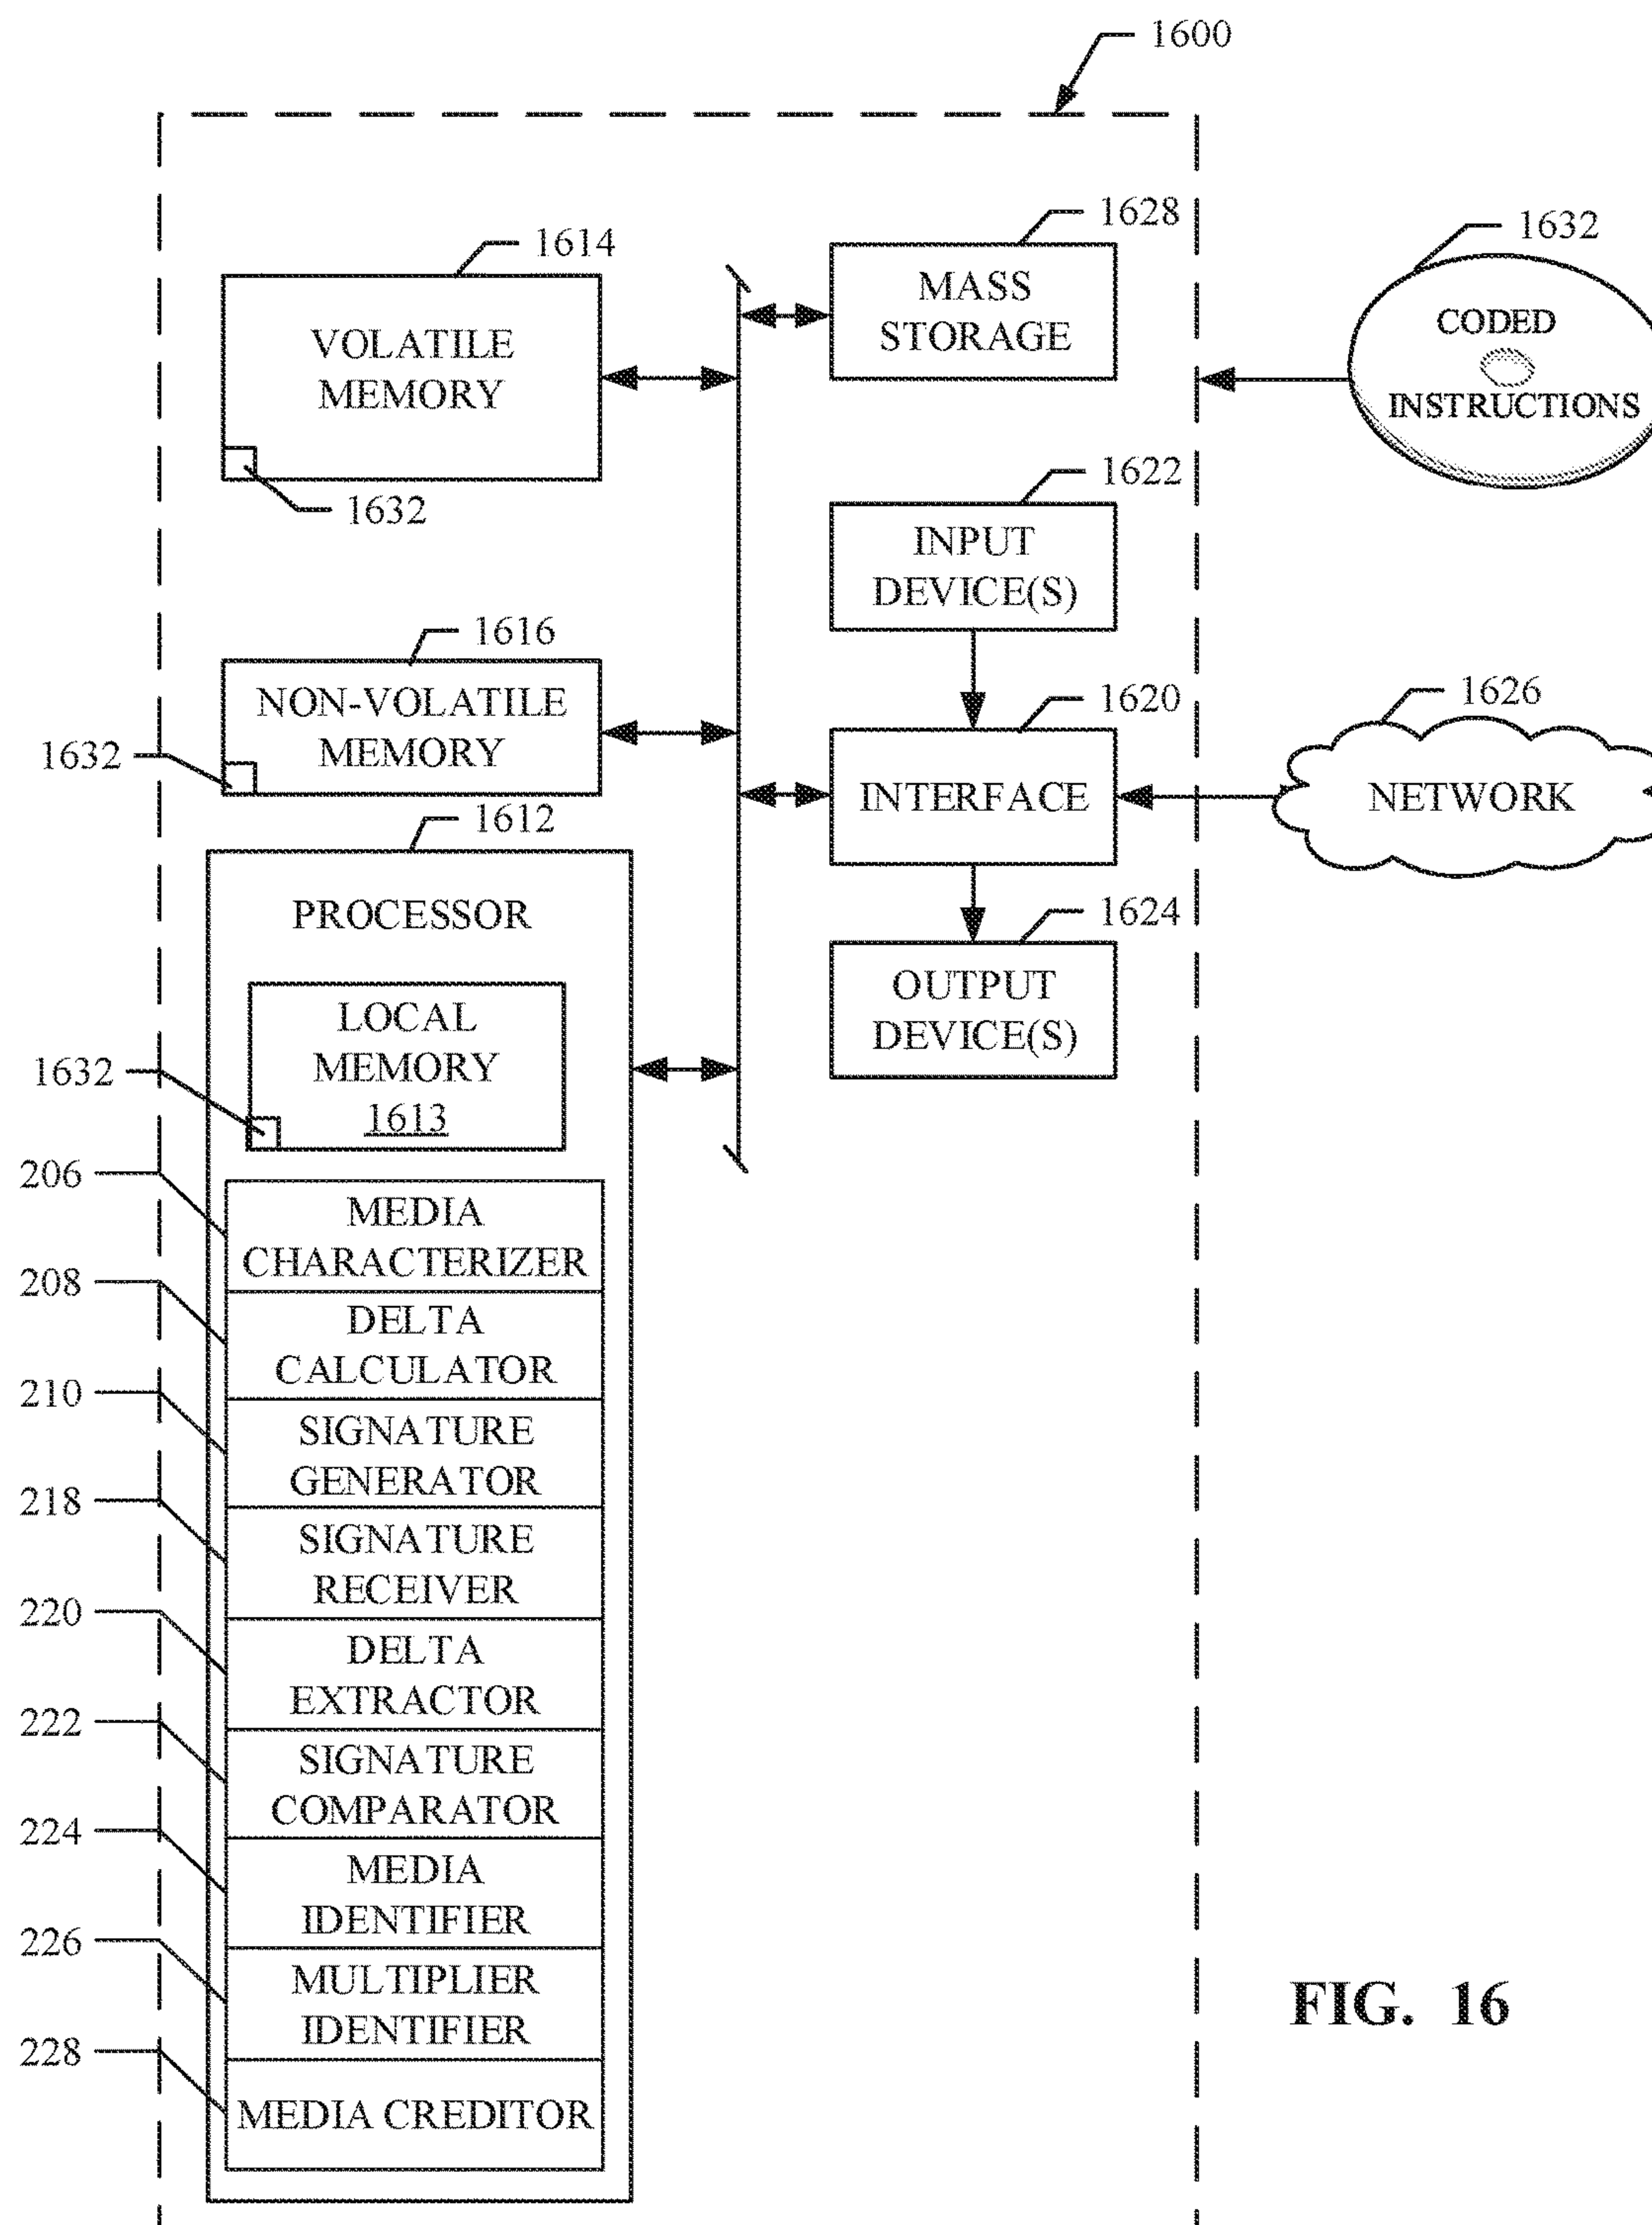 1600
1614
VOLATILE
MEMORY
1632
1628
MASS
STORAGE
1632
CODED
INSTRUCTIONS
1622
INPUT
DEVICE(S)
1616
NON-VOLATILE
MEMORY
1632
1620
INTERFACE
1626
NETWORK
1612
PROCESSOR
LOCAL
MEMORY
1613
1632
1624
OUTPUT
DEVICE(S)
206
MEDIA
CHARACTERIZER
208
DELTA
CALCULATOR
210
SIGNATURE
GENERATOR
218
SIGNATURE
RECEIVER
220
DELTA
EXTRACTOR
222
SIGNATURE
COMPARATOR
224
MEDIA
IDENTIFIER
226
MULTIPLIER
IDENTIFIER
228
MEDIA CREDITOR
FIG. 16